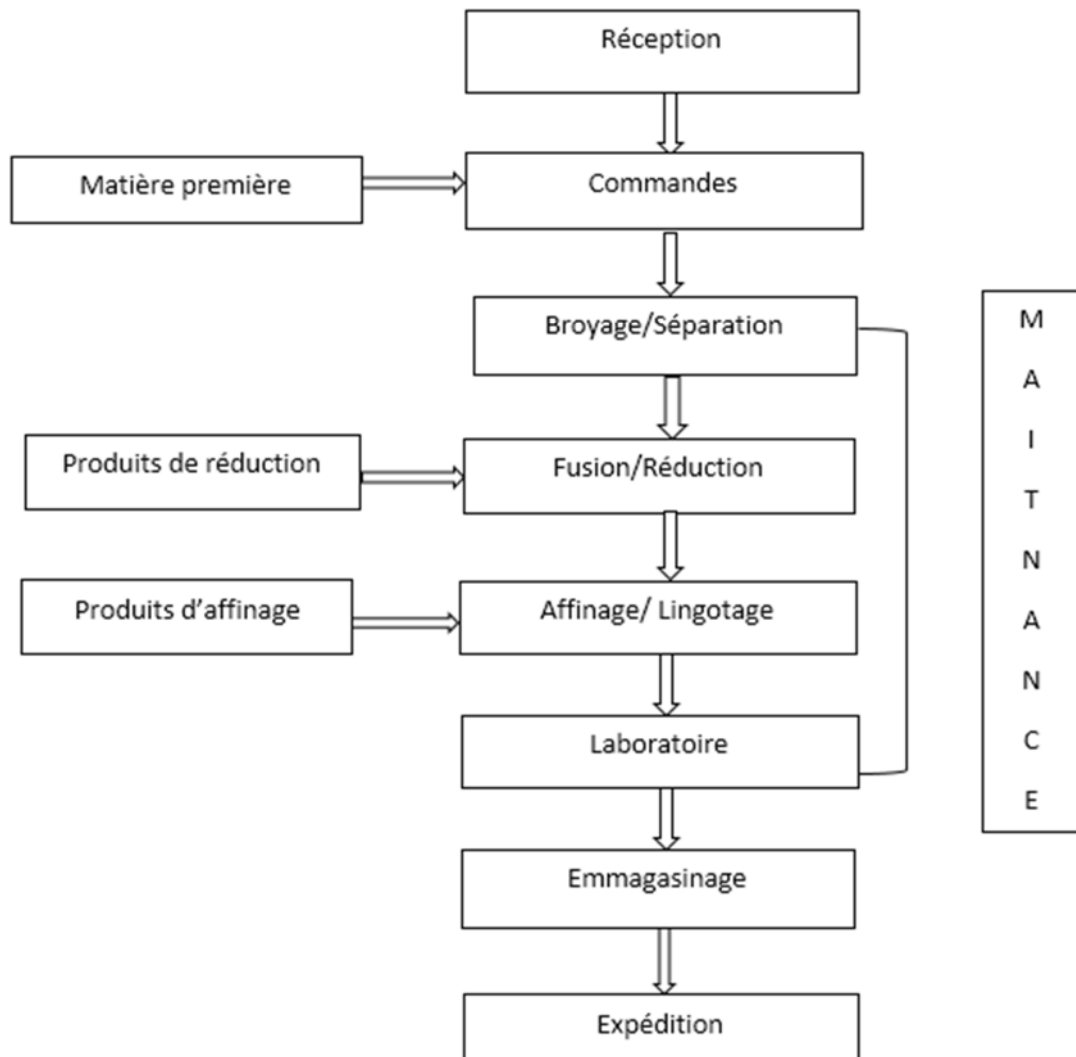 Réception
Matière première
Commandes
Broyage/Séparation
Produits de réduction
Fusion/Réduction
Produits d’affinage
Affinage/ Lingotage
Laboratoire
Emmagasinage
Expédition
M
A
I
T
N
A
N
C
E